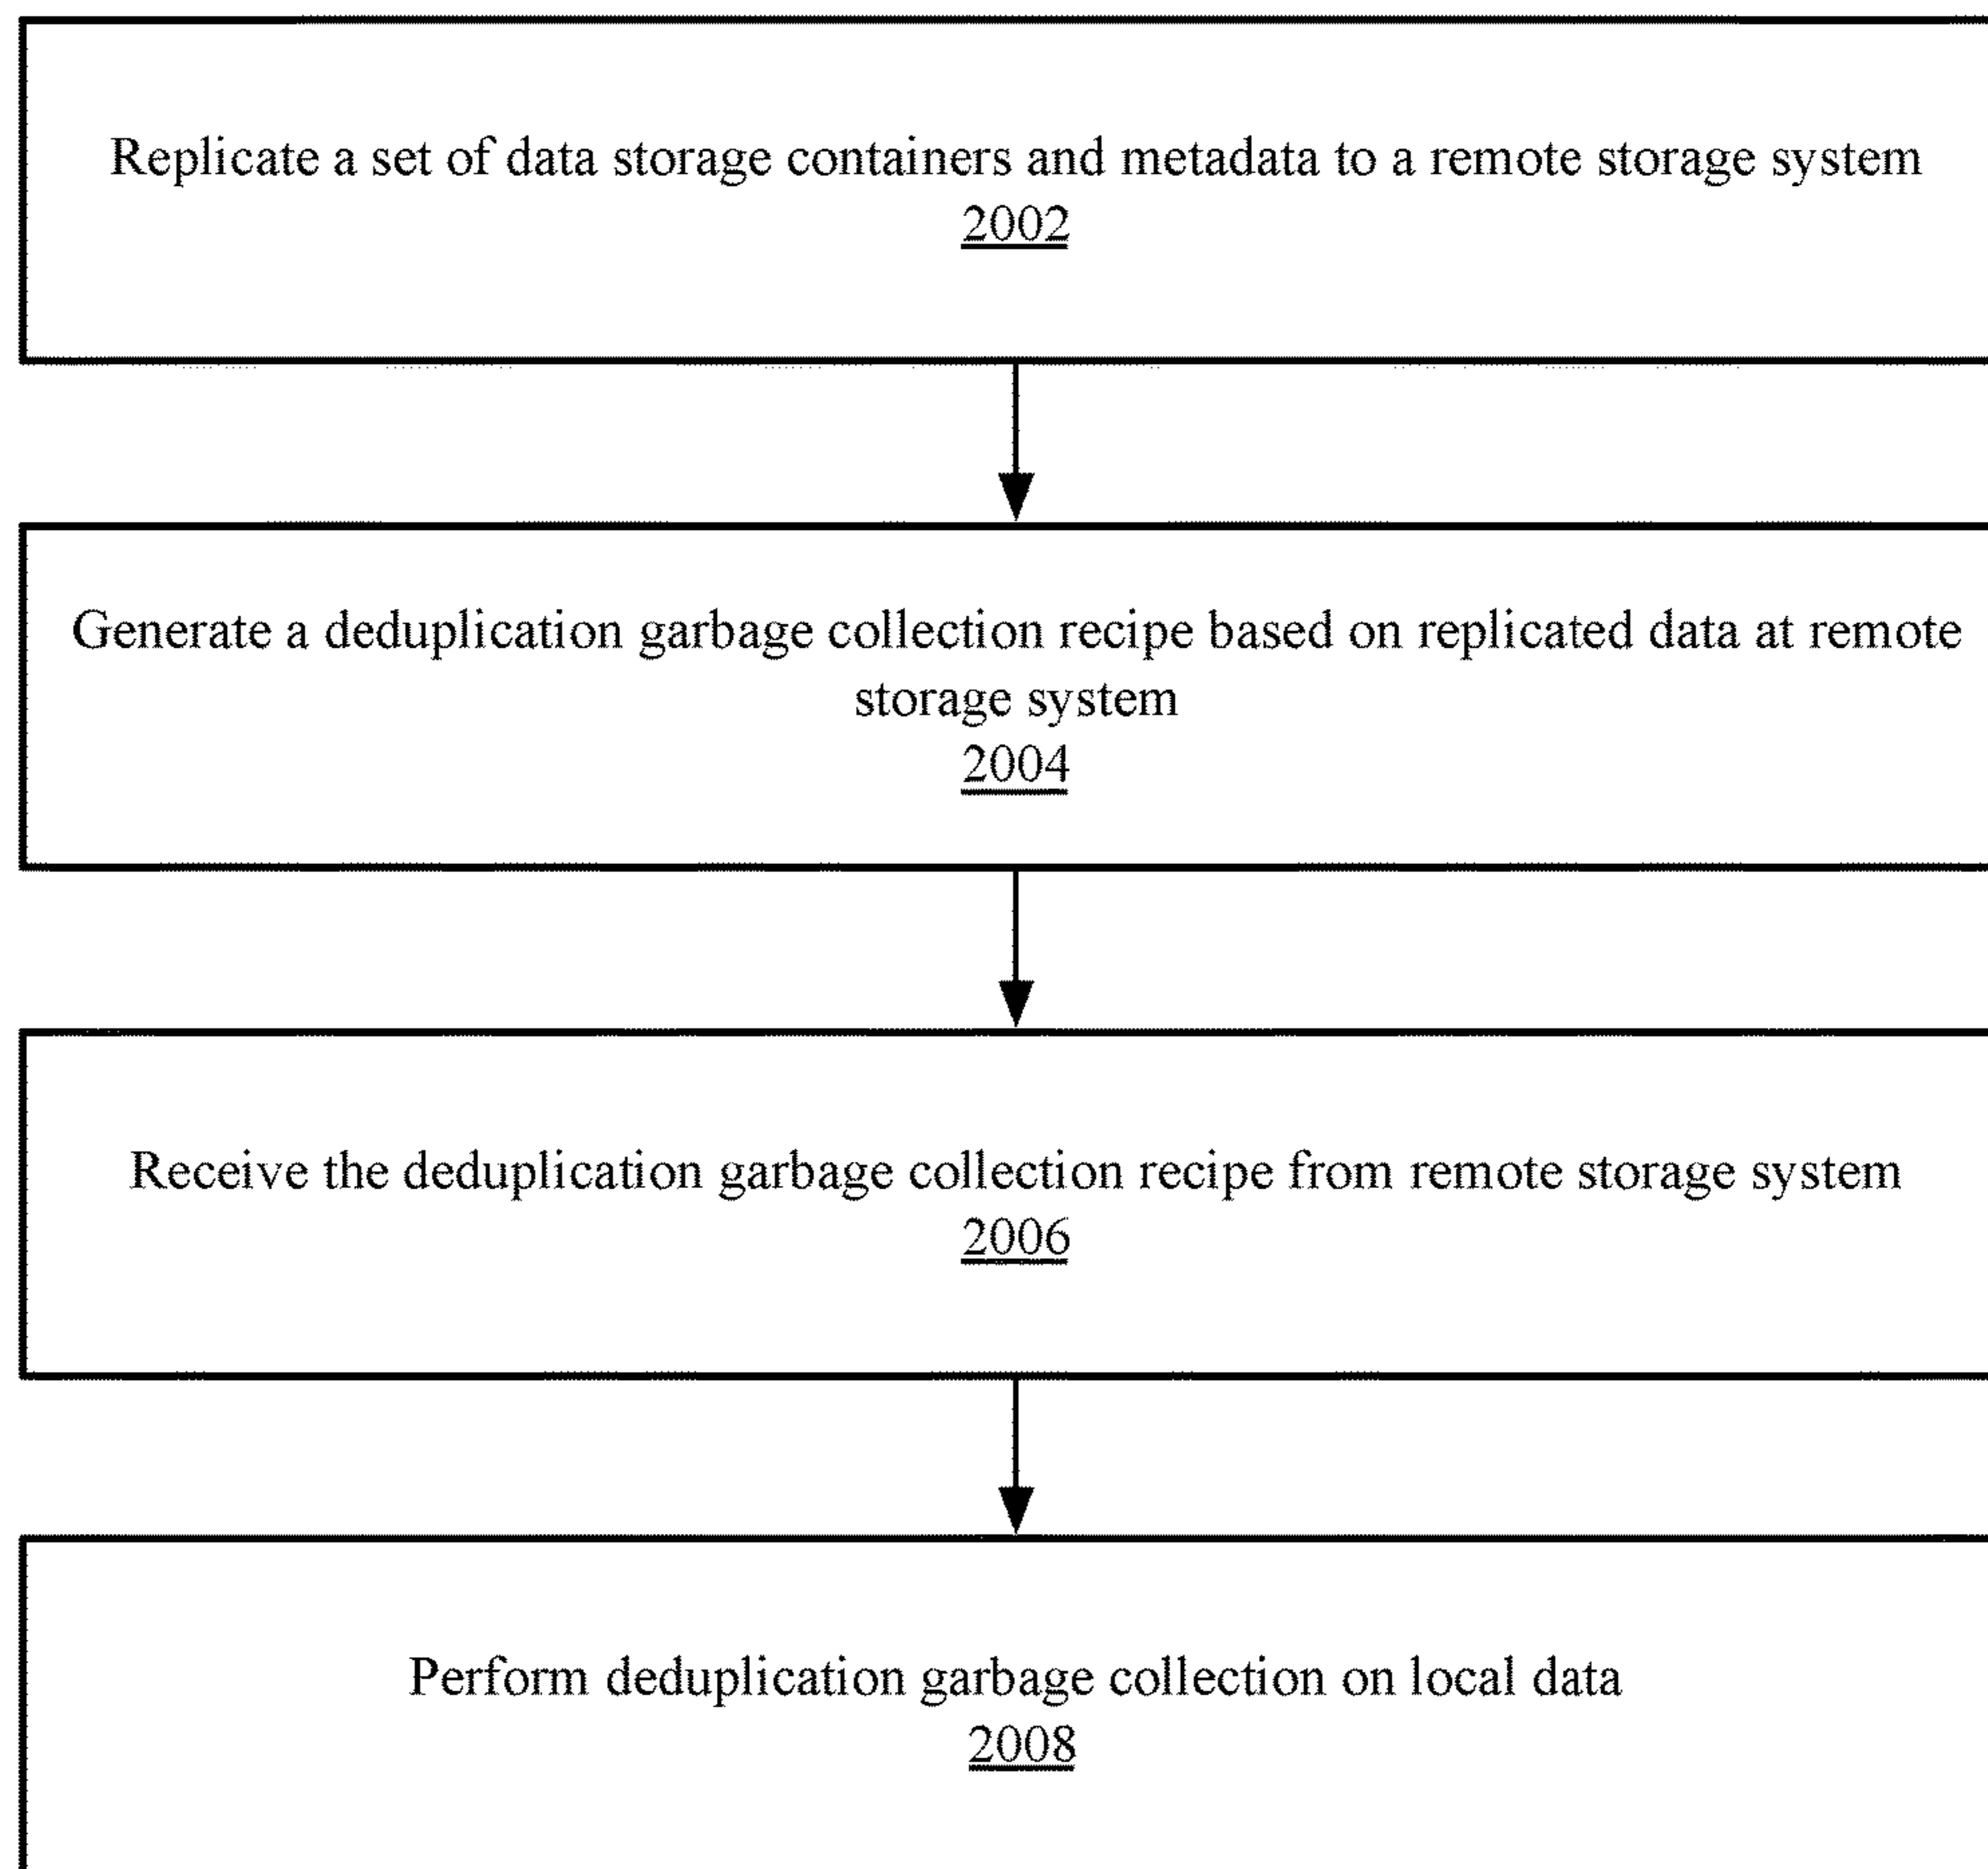 Replicate a set of data storage containers and metadata to a remote storage system
2002
Generate a deduplication garbage collection recipe based on replicated data at remote
storage system
2004
Receive the deduplication garbage collection recipe from remote storage system
2006
Perform deduplication garbage collection on local data
2008